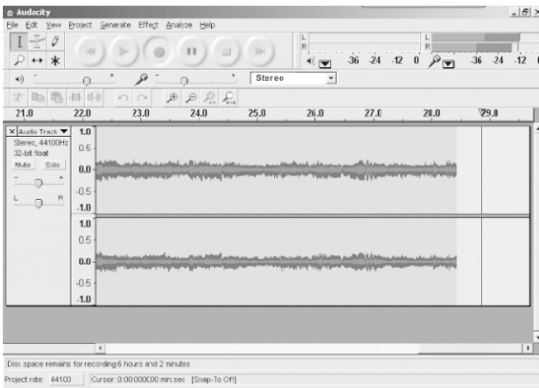 Audacity
File Edit View Project Generate Effect Analyze Help
L
R
L
R
-36 -24 -12 0
-36 -24 -12
Stereo
21.0 22.0 23.0 24.0 25.0 26.0 27.0 28.0 29.0
X Audio Track
Stereo, 44100Hz
32-bit float
Mute Solo
- +
L R
1.0
0.5
0.0
-0.5
-1.0
1.0
0.5
0.0
-0.5
-1.0
Disk space remains for recording 6 hours and 2 minutes
Project rate: 44100 Cursor: 0:00.000000 min:sec [Snap-To Off]